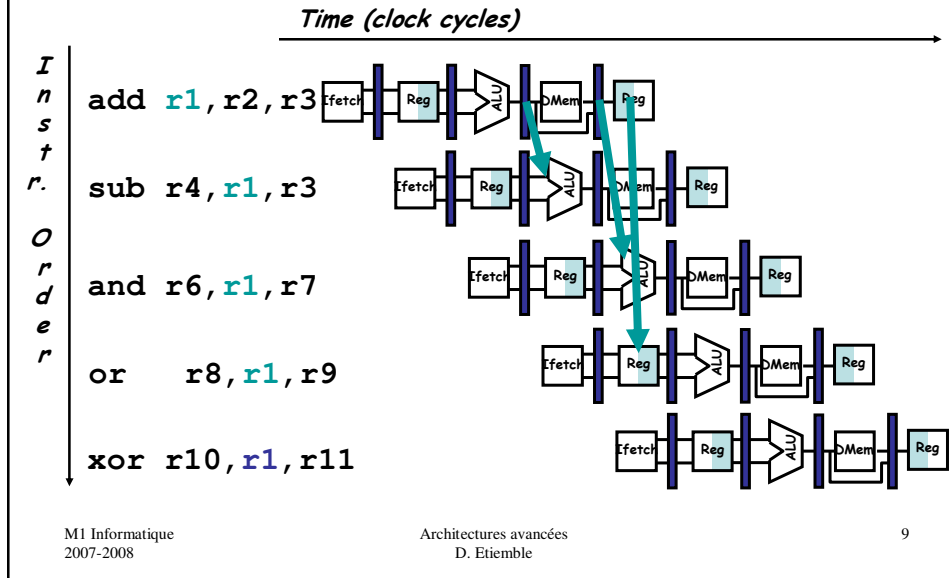 Time (clock cycles)
Instr. Order
add r1,r2,r3
Ifetch Reg ALU DMem Reg
sub r4,r1,r3
Ifetch Reg ALU DMem Reg
and r6,r1,r7
Ifetch Reg ALU DMem Reg
or r8,r1,r9
Ifetch Reg ALU DMem Reg
xor r10,r1,r11
Ifetch Reg ALU DMem Reg
M1 Informatique
2007-2008
Architectures avancées
D. Etiemble
9